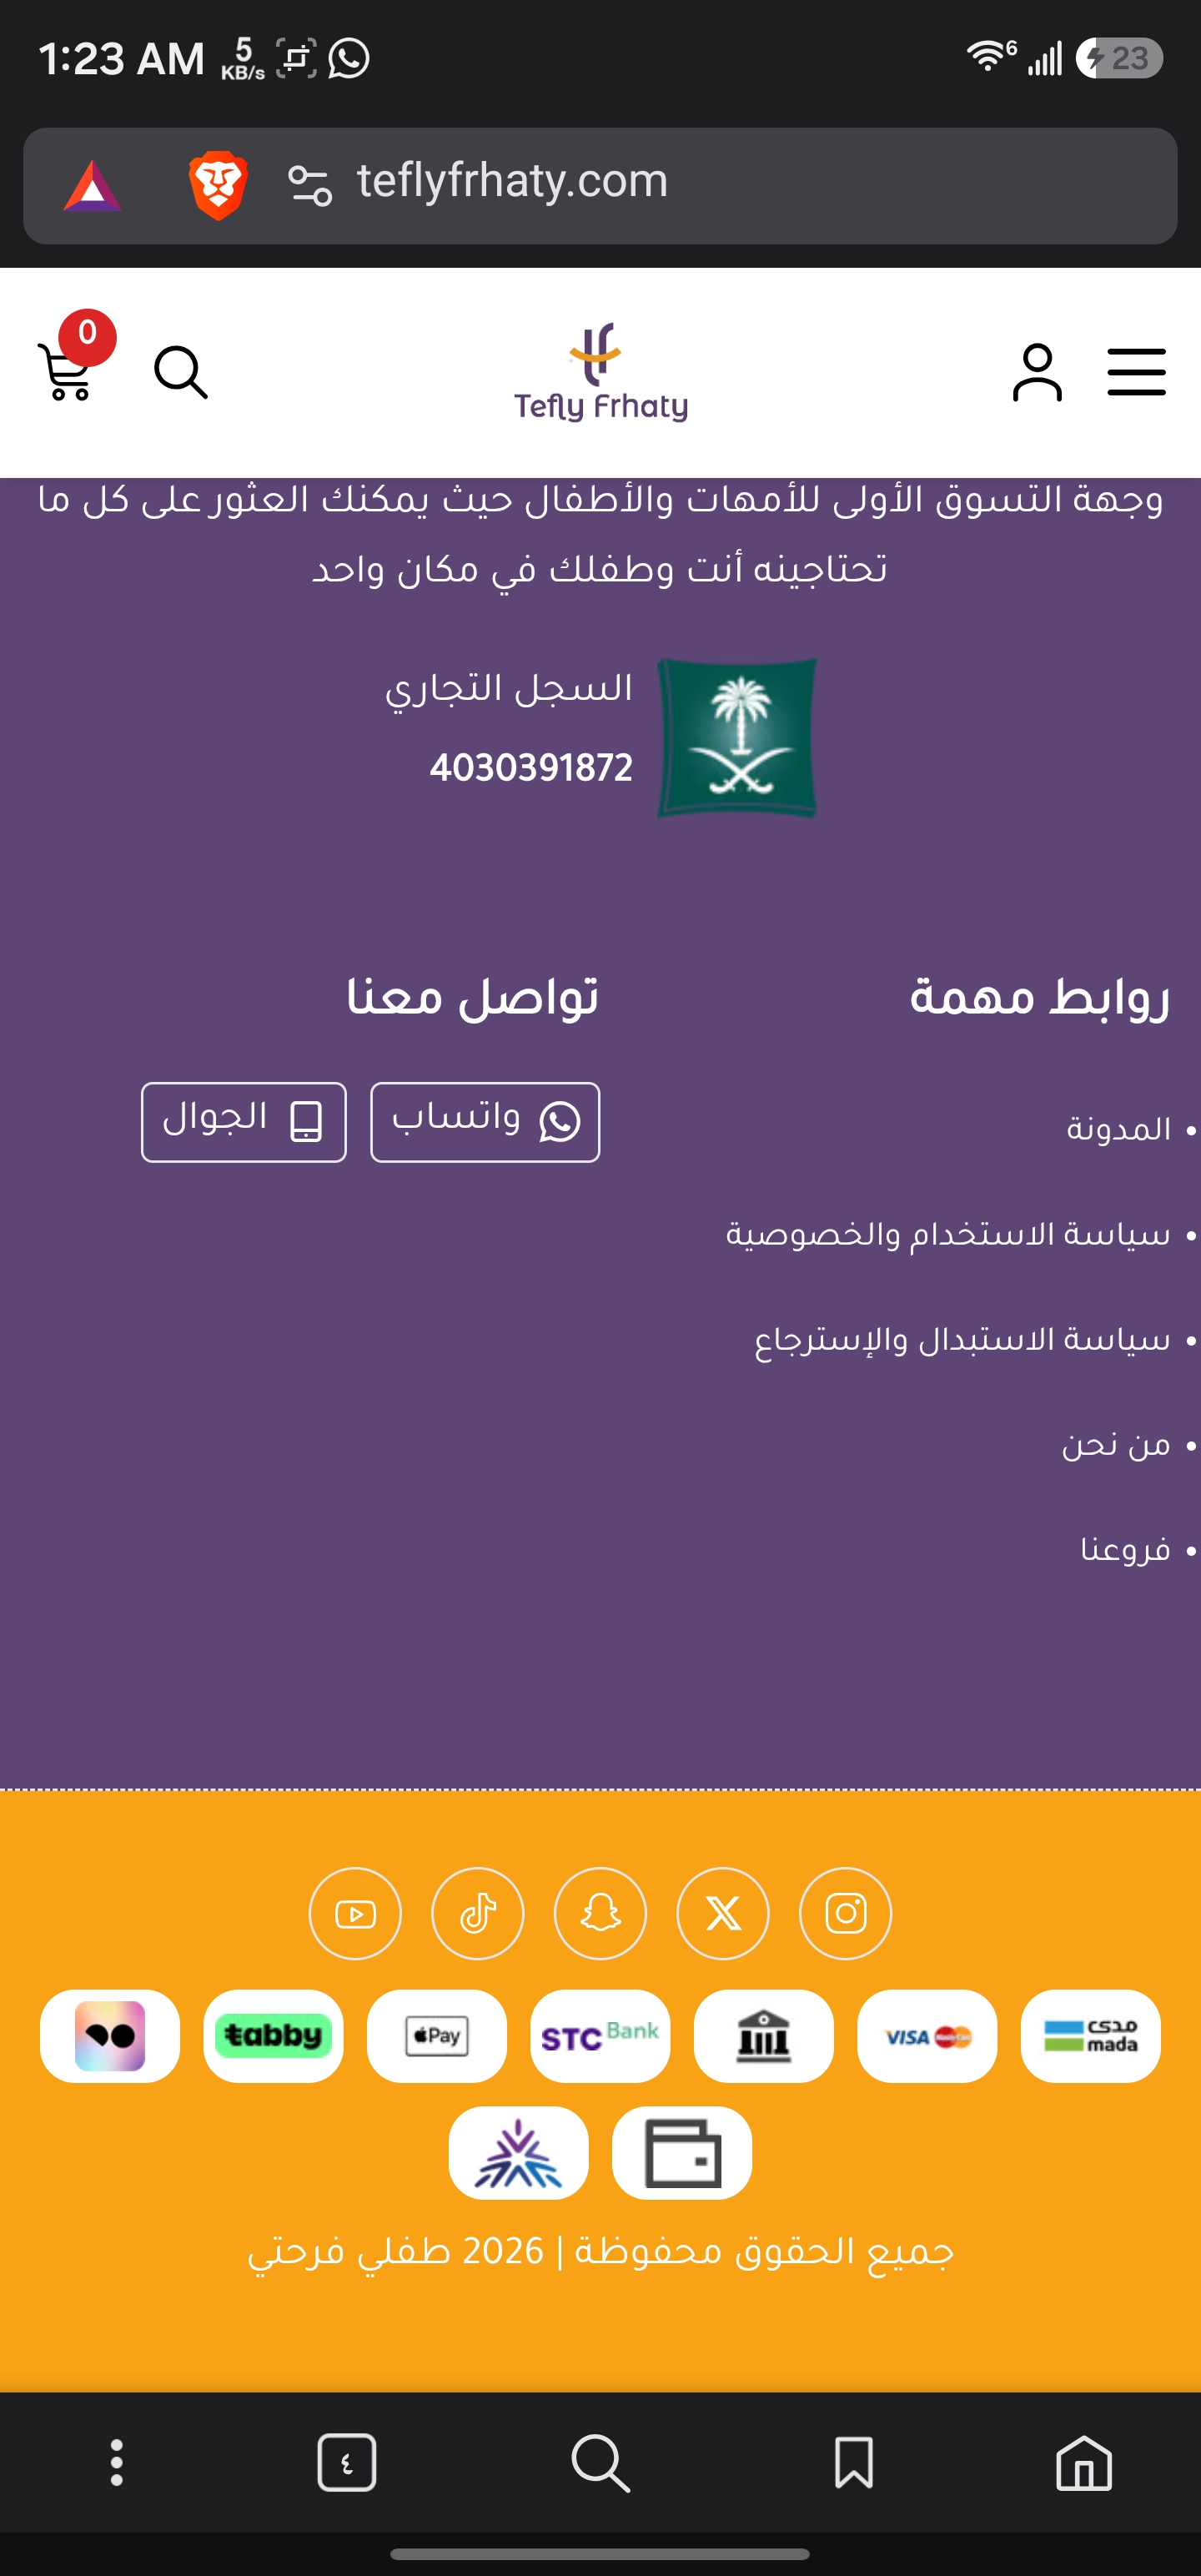 1:23 AM
5
KB/s
6
23
teflyfrhaty.com
0
Tefly Frhaty
وجهة التسوق الأولى للأمهات والأطفال حيث يمكنك العثور على كل ما
تحتاجينه أنت وطفلك في مكان واحد
السجل التجاري
4030391872
روابط مهمة
تواصل معنا
واتساب
الجوال
المدونة
سياسة الاستخدام والخصوصية
سياسة الاستبدال والإسترجاع
من نحن
فروعنا
مدى
mada
VISA
MasterCard
STC Bank
Pay
tabby
جميع الحقوق محفوظة | 2026 طفلي فرحتي
٤